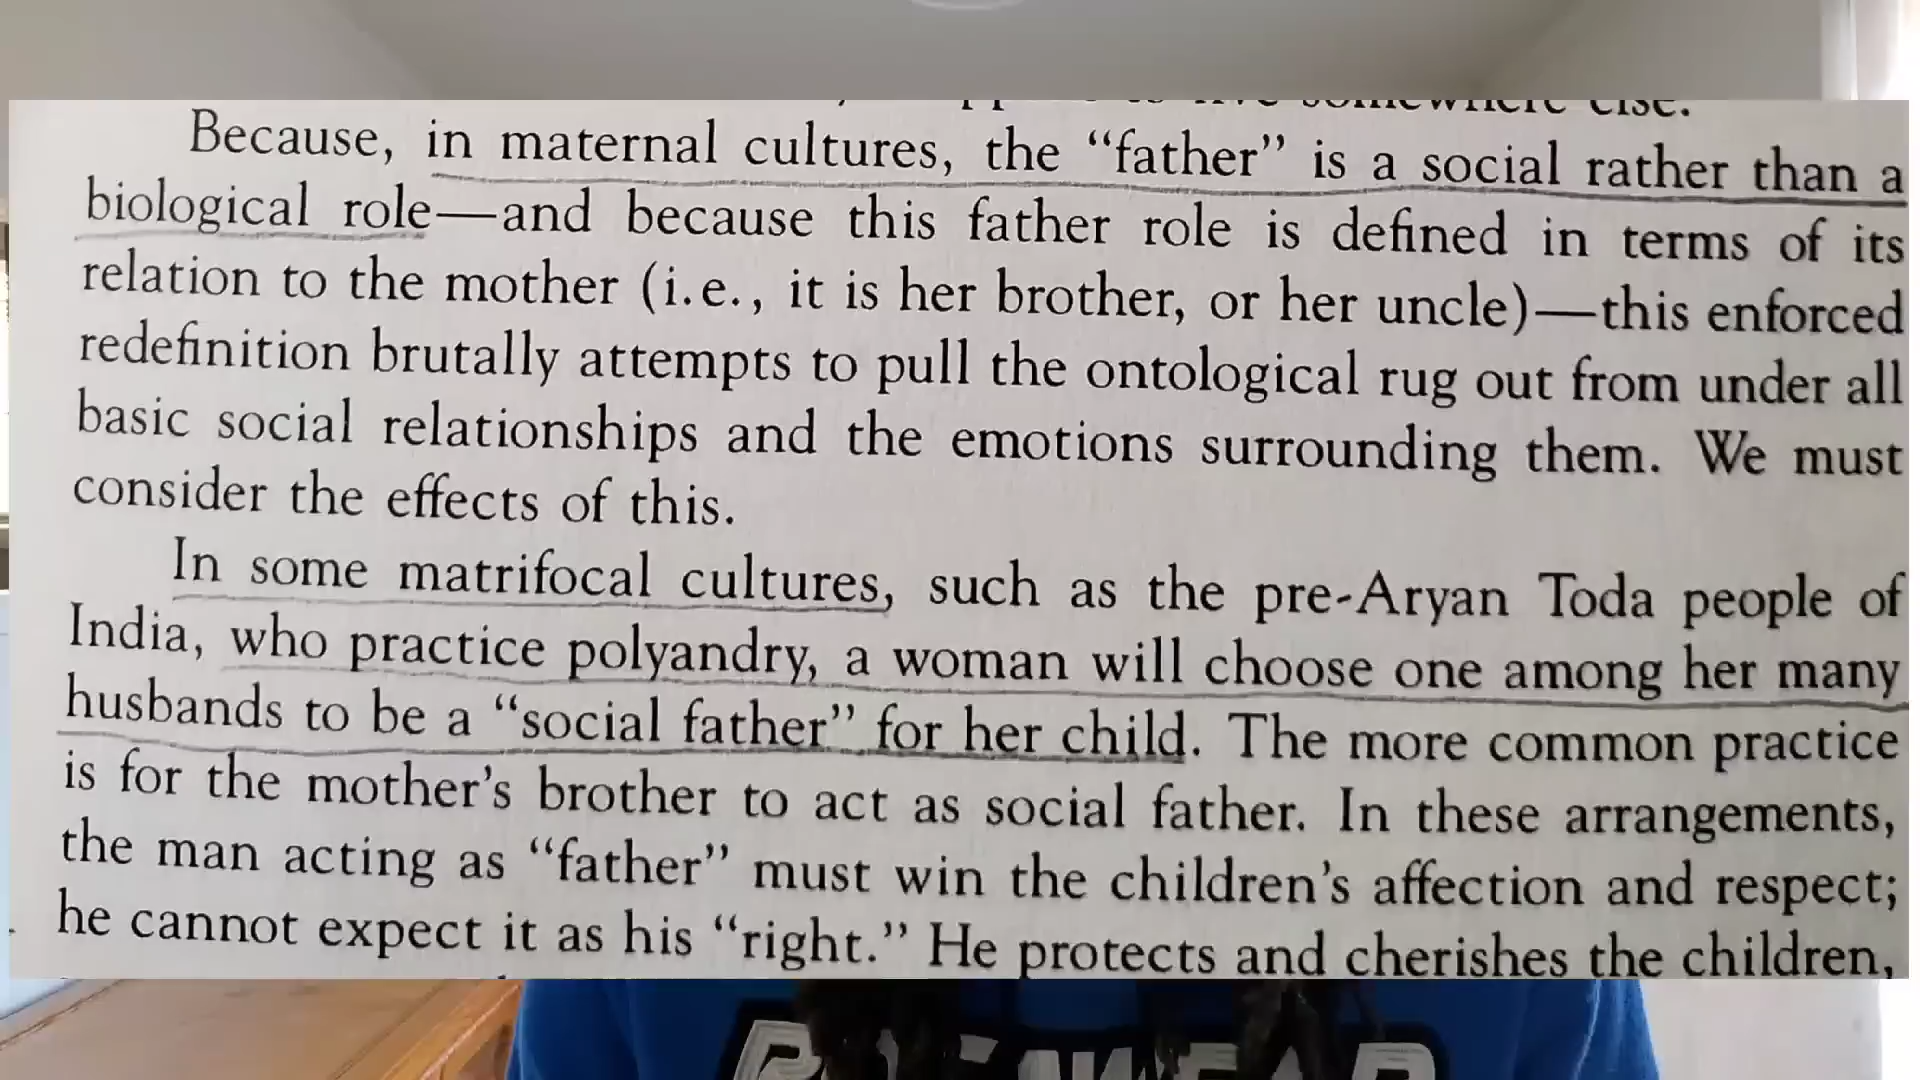 somewhere else.
Because, in maternal cultures, the “father” is a social rather than a
biological role—and because this father role is defined in terms of its
relation to the mother (i.e., it is her brother, or her uncle)—this enforced
redefinition brutally attempts to pull the ontological rug out from under all
basic social relationships and the emotions surrounding them. We must
consider the effects of this.
In some matrifocal cultures, such as the pre-Aryan Toda people of
India, who practice polyandry, a woman will choose one among her many
husbands to be a “social father” for her child. The more common practice
is for the mother’s brother to act as social father. In these arrangements,
the man acting as “father” must win the children’s affection and respect;
he cannot expect it as his “right.” He protects and cherishes the children,